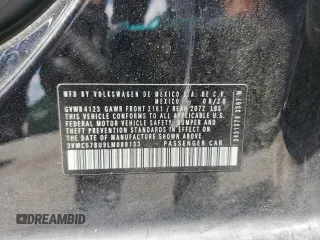 MFD. BY VOLKSWAGEN DE MEXICO S.A. DE C.V.
MEXICO 08/20
GVWR 4123 GAWR FRONT 2161 / REAR 2072 LBS
THIS VEHICLE CONFORMS TO ALL APPLICABLE U.S.
FEDERAL MOTOR VEHICLE SAFETY, BUMPER, AND
THEFT PREVENTION STANDARDS IN EFFECT ON
THE DATE OF MANUFACTURE SHOWN ABOVE
3VWC57BU9LM088133 PASSENGER CAR
© DREAMBID